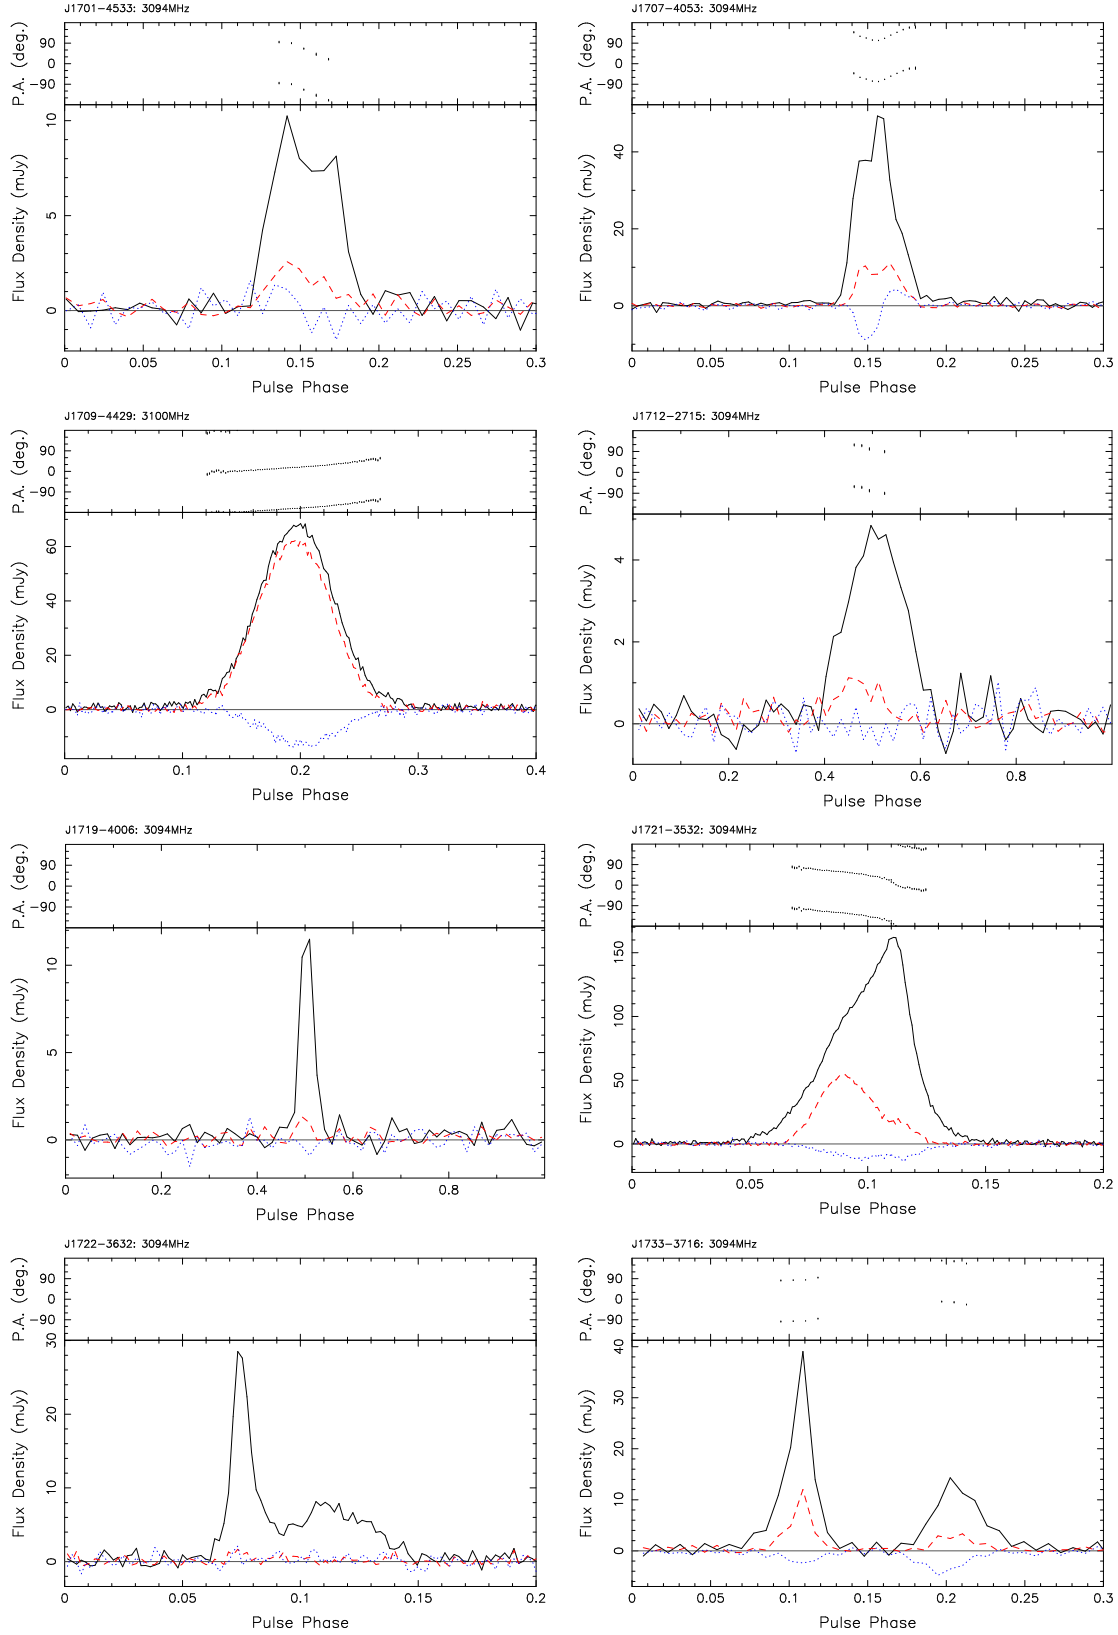 J1701−4533: 3094MHz
P.A. (deg.)
90
0
−90
Flux Density (mJy)
10
5
0
0 0.05 0.1 0.15 0.2 0.25 0.3
Pulse Phase
J1707−4053: 3094MHz
P.A. (deg.)
90
0
−90
Flux Density (mJy)
40
20
0
0 0.05 0.1 0.15 0.2 0.25 0.3
Pulse Phase
J1709−4429: 3100MHz
P.A. (deg.)
90
0
−90
Flux Density (mJy)
60
40
20
0
0 0.1 0.2 0.3 0.4
Pulse Phase
J1712−2715: 3094MHz
P.A. (deg.)
90
0
−90
Flux Density (mJy)
4
2
0
0 0.2 0.4 0.6 0.8
Pulse Phase
J1719−4006: 3094MHz
P.A. (deg.)
90
0
−90
Flux Density (mJy)
10
5
0
0 0.2 0.4 0.6 0.8
Pulse Phase
J1721−3532: 3094MHz
P.A. (deg.)
90
0
−90
Flux Density (mJy)
150
100
50
0
0 0.05 0.1 0.15 0.2
Pulse Phase
J1722−3632: 3094MHz
P.A. (deg.)
90
0
−90
Flux Density (mJy)
30
20
10
0
0 0.05 0.1 0.15 0.2
Pulse Phase
J1733−3716: 3094MHz
P.A. (deg.)
90
0
−90
Flux Density (mJy)
40
30
20
10
0
0 0.05 0.1 0.15 0.2 0.25 0.3
Pulse Phase